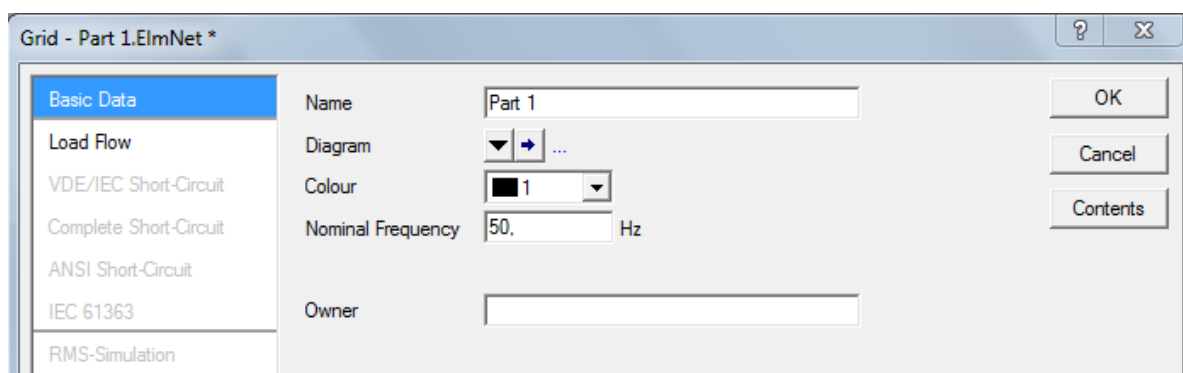 Grid - Part 1.ElmNet *
? X
Basic Data
Load Flow
VDE/IEC Short-Circuit
Complete Short-Circuit
ANSI Short-Circuit
IEC 61363
RMS-Simulation
Name Part 1
Diagram ...
Colour 1
Nominal Frequency 50, Hz
Owner
OK
Cancel
Contents